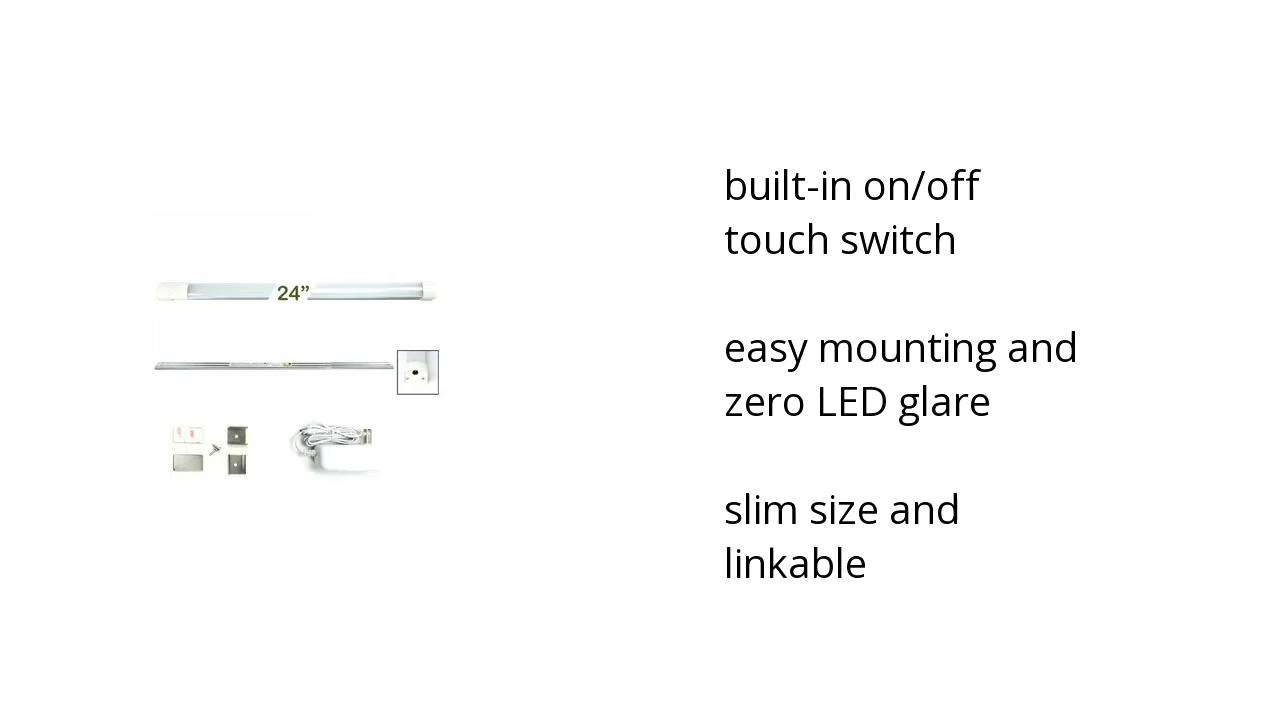 24”
built-in on/off
touch switch
easy mounting and
zero LED glare
slim size and
linkable